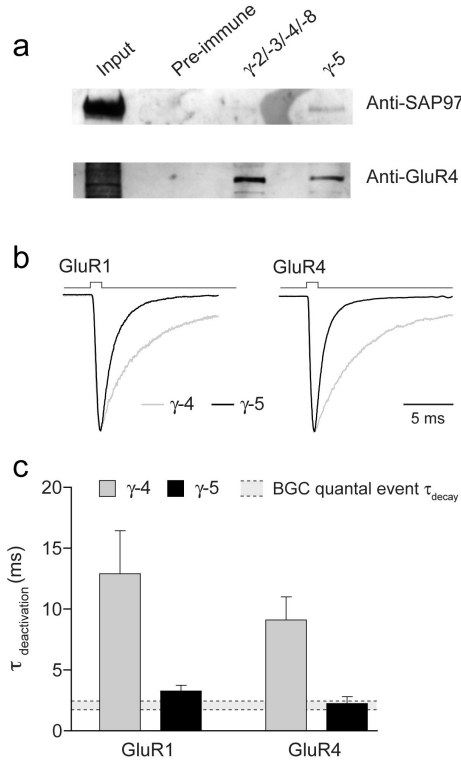 a
Input
Pre-immune
γ-2/-3/-4/-8
γ-5
Anti-SAP97
Anti-GluR4
b
GluR1
GluR4
γ-4 γ-5
5 ms
c
γ-4 γ-5 BGC quantal event τdecay
τ deactivation (ms)
20
15
10
5
0
GluR1 GluR4